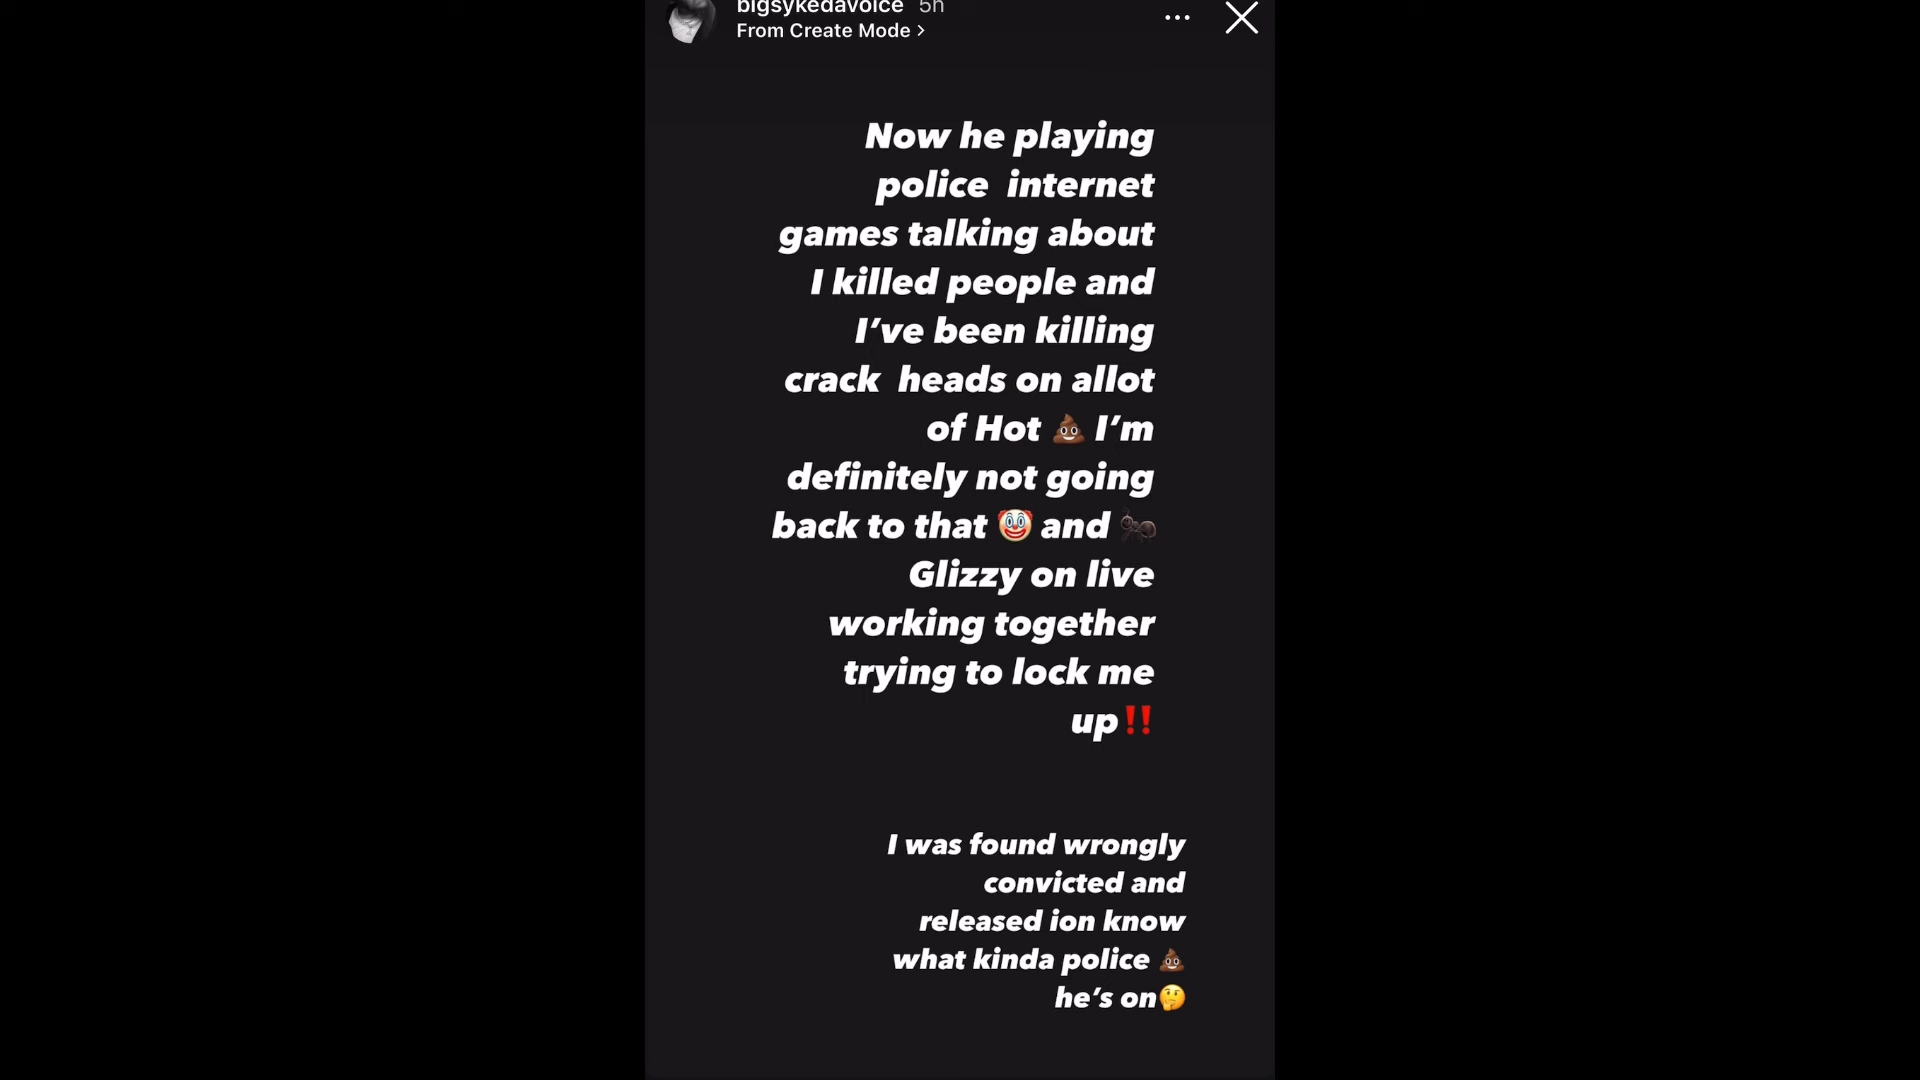 bigsykedavoice 5h
From Create Mode >
Now he playing
police internet
games talking about
I killed people and
I've been killing
crack heads on allot
of Hot 💩 I'm
definitely not going
back to that 🤡 and 🐜
Glizzy on live
working together
trying to lock me
up‼️
I was found wrongly
convicted and
released ion know
what kinda police 💩
he's on🤔